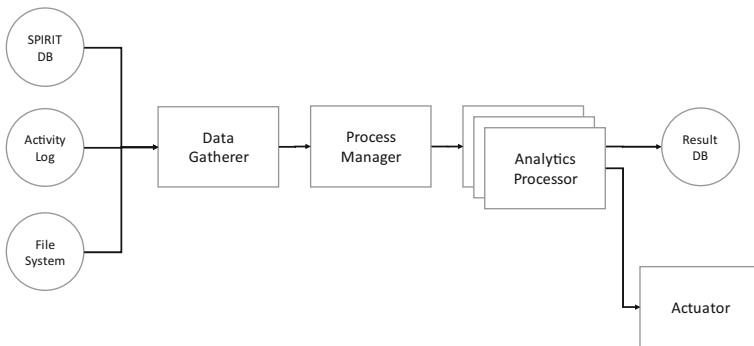 SPIRIT
DB
Activity
Log
File
System
Data
Gatherer
Process
Manager
Analytics
Processor
Result
DB
Actuator